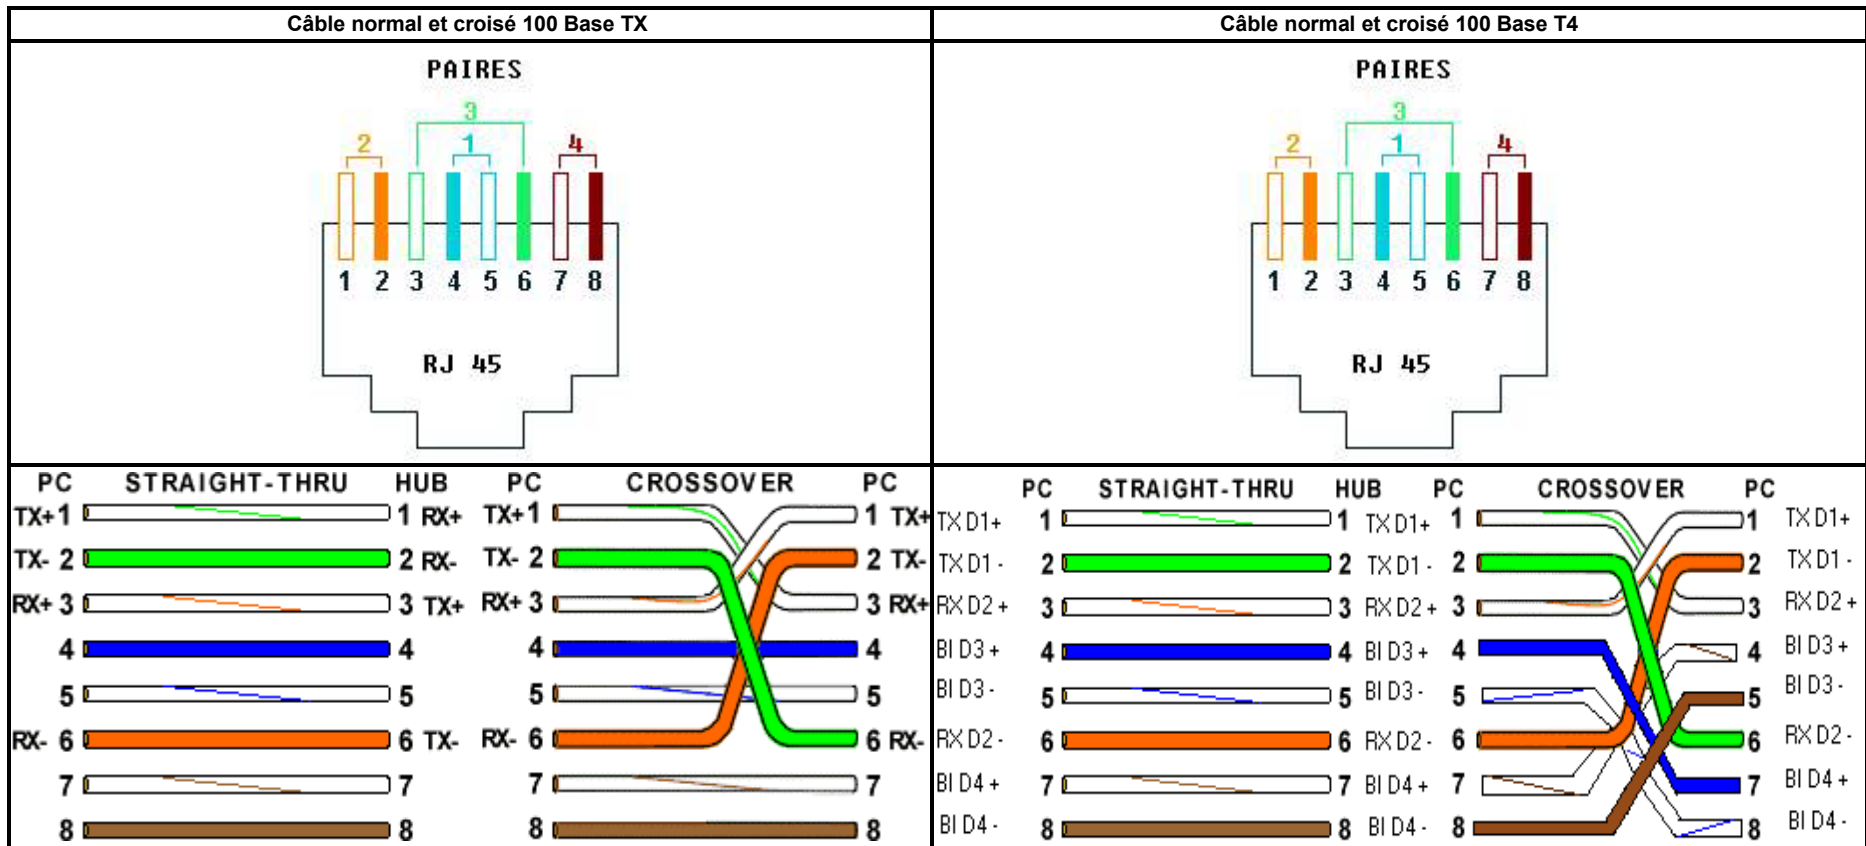 Câble normal et croisé 100 Base TX
Câble normal et croisé 100 Base T4
PAIRES
3
2 1 4
1 2 3 4 5 6 7 8
RJ 45
PAIRES
3
2 1 4
1 2 3 4 5 6 7 8
RJ 45
PC STRAIGHT-THRU HUB PC CROSSOVER PC
TX+ 1 1 RX+ TX+ 1 1 TX+
TX- 2 2 RX- TX- 2 2 TX-
RX+ 3 3 TX+ RX+ 3 3 RX+
4 4 4 4
5 5 5 5
RX- 6 6 TX- RX- 6 6 RX-
7 7 7 7
8 8 8 8
PC STRAIGHT-THRU HUB PC CROSSOVER PC
TX D1+ 1 1 TX D1+ 1 1 TX D1+
TX D1 - 2 2 TX D1 - 2 2 TX D1 -
RX D2 + 3 3 RX D2 + 3 3 RX D2 +
BI D3 + 4 4 BI D3 + 4 4 BI D3 +
BI D3 - 5 5 BI D3 - 5 5 BI D3 -
RX D2 - 6 6 RX D2 - 6 6 RX D2 -
BI D4 + 7 7 BI D4 + 7 7 BI D4 +
BI D4 - 8 8 BI D4 - 8 8 BI D4 -